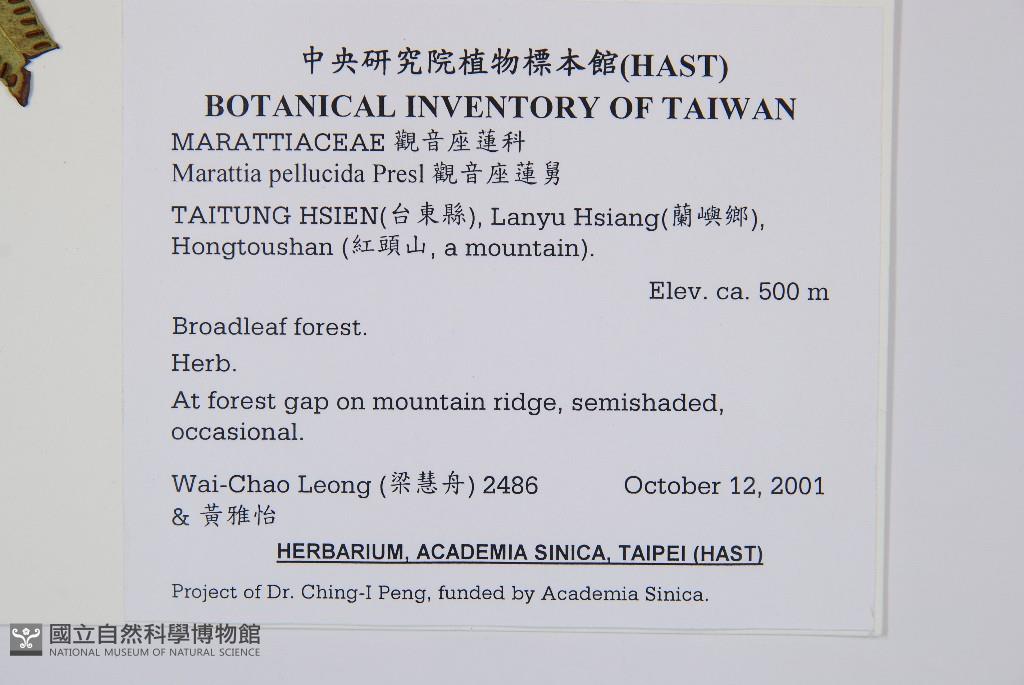 中央研究院植物標本館(HAST)
BOTANICAL INVENTORY OF TAIWAN
MARATTIACEAE 觀音座蓮科
Marattia pellucida Presl 觀音座蓮舅
TAITUNG HSIEN(台東縣), Lanyu Hsiang(蘭嶼鄉),
Hongtoushan (紅頭山, a mountain).
Elev. ca. 500 m
Broadleaf forest.
Herb.
At forest gap on mountain ridge, semishaded,
occasional.
Wai-Chao Leong (梁慧舟) 2486 October 12, 2001
& 黃雅怡
HERBARIUM, ACADEMIA SINICA, TAIPEI (HAST)
Project of Dr. Ching-I Peng, funded by Academia Sinica.
國立自然科學博物館
NATIONAL MUSEUM OF NATURAL SCIENCE